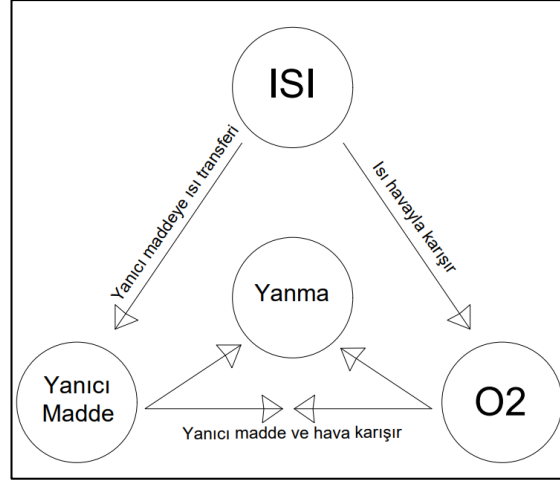 ISI
Yanıcı maddeye ısı transferi
Isı havayla karışır
Yanma
Yanıcı
Madde
O2
Yanıcı madde ve hava karışır